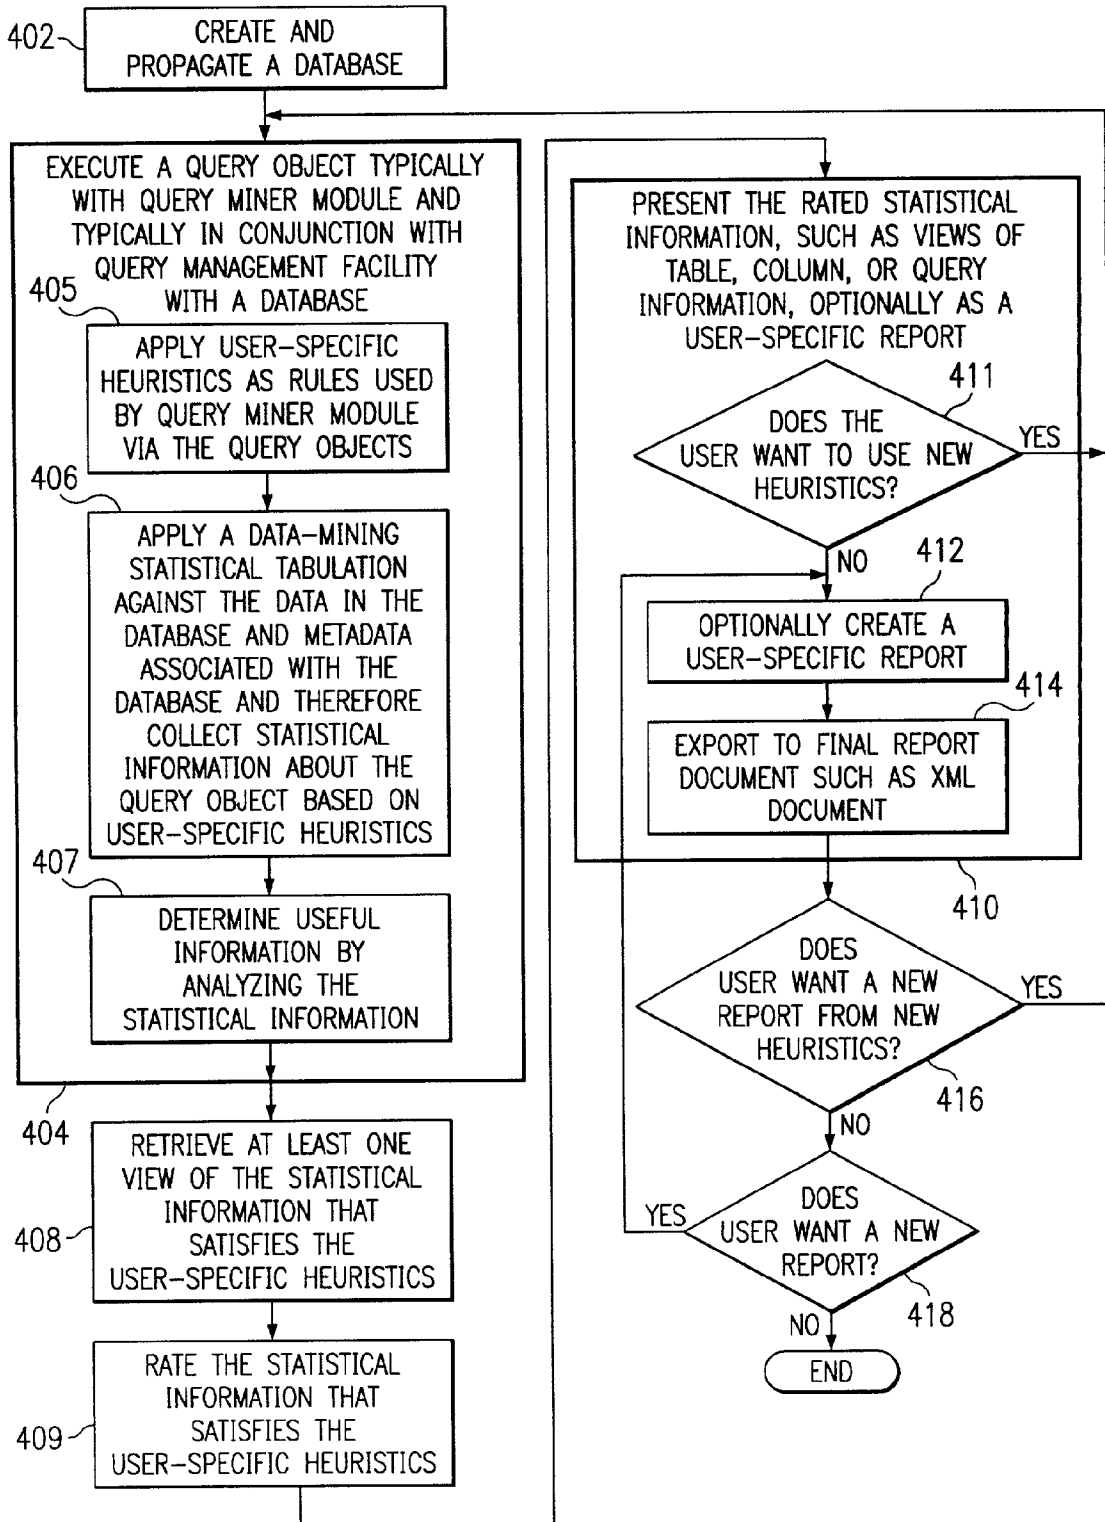 402
CREATE AND
PROPAGATE A DATABASE
EXECUTE A QUERY OBJECT TYPICALLY
WITH QUERY MINER MODULE AND
TYPICALLY IN CONJUNCTION WITH
QUERY MANAGEMENT FACILITY
WITH A DATABASE
405
APPLY USER-SPECIFIC
HEURISTICS AS RULES USED
BY QUERY MINER MODULE
VIA THE QUERY OBJECTS
406
APPLY A DATA-MINING
STATISTICAL TABULATION
AGAINST THE DATA IN THE
DATABASE AND METADATA
ASSOCIATED WITH THE
DATABASE AND THEREFORE
COLLECT STATISTICAL
INFORMATION ABOUT THE
QUERY OBJECT BASED ON
USER-SPECIFIC HEURISTICS
407
DETERMINE USEFUL
INFORMATION BY
ANALYZING THE
STATISTICAL INFORMATION
404
RETRIEVE AT LEAST ONE
VIEW OF THE STATISTICAL
INFORMATION THAT
SATISFIES THE
USER-SPECIFIC HEURISTICS
408
RATE THE STATISTICAL
INFORMATION THAT
SATISFIES THE
USER-SPECIFIC HEURISTICS
409
PRESENT THE RATED STATISTICAL
INFORMATION, SUCH AS VIEWS OF
TABLE, COLUMN, OR QUERY
INFORMATION, OPTIONALLY AS A
USER-SPECIFIC REPORT
411
DOES THE
USER WANT TO USE NEW
HEURISTICS?
YES
NO
412
OPTIONALLY CREATE A
USER-SPECIFIC REPORT
414
EXPORT TO FINAL REPORT
DOCUMENT SUCH AS XML
DOCUMENT
410
DOES
USER WANT A NEW
REPORT FROM NEW
HEURISTICS?
YES
416
NO
DOES
USER WANT A NEW
REPORT?
YES
418
NO
END